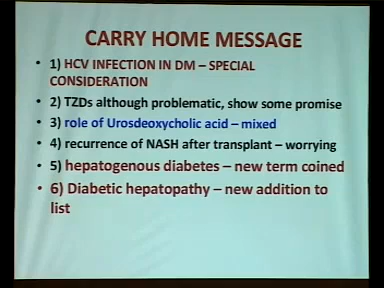 CARRY HOME MESSAGE
• 1) HCV INFECTION IN DM – SPECIAL
CONSIDERATION
• 2) TZDs although problematic, show some promise
• 3) role of Urosdeoxycholic acid – mixed
• 4) recurrence of NASH after transplant – worrying
• 5) hepatogenous diabetes – new term coined
• 6) Diabetic hepatopathy – new addition to
list